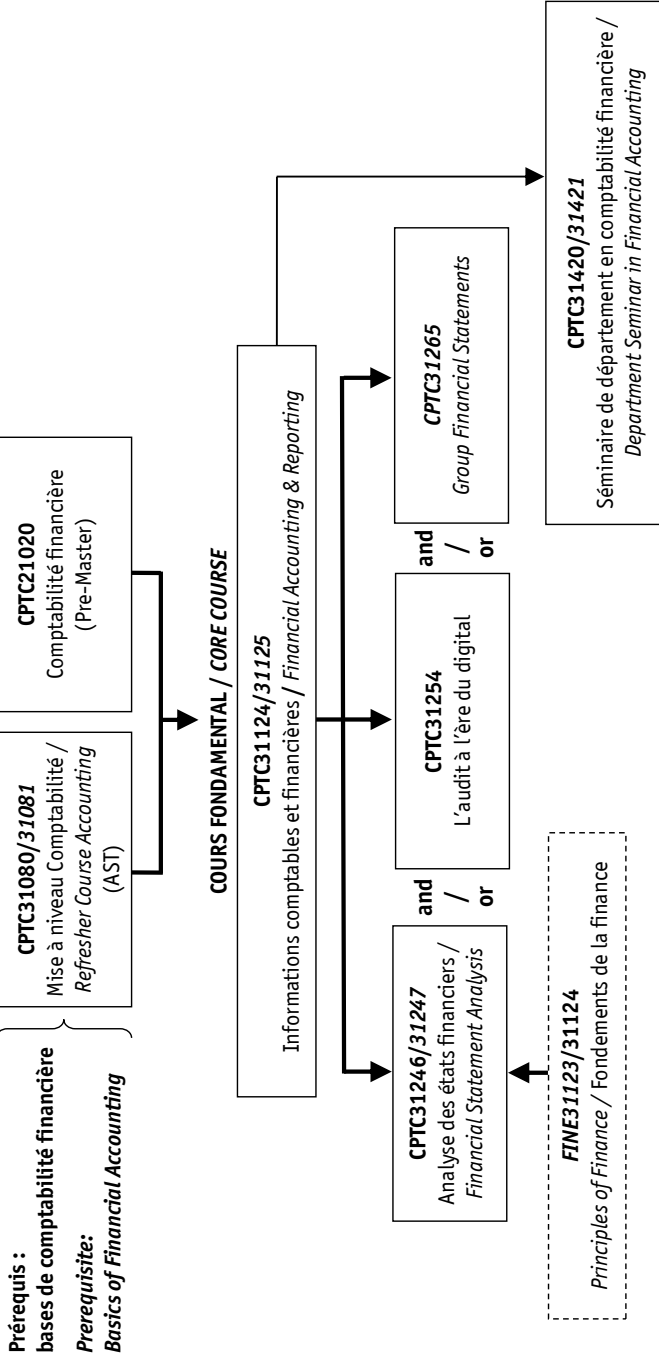 Prérequis :
bases de comptabilité financière
Prerequisite:
Basics of Financial Accounting
CPTC31080/31081
Mise à niveau Comptabilité /
Refresher Course Accounting
(AST)
CPTC21020
Comptabilité financière
(Pre-Master)
COURS FONDAMENTAL / CORE COURSE
CPTC31124/31125
Informations comptables et financières / Financial Accounting & Reporting
CPTC31246/31247
Analyse des états financiers /
Financial Statement Analysis
and
/
or
CPTC31254
L'audit à l'ère du digital
and
/
or
CPTC31265
Group Financial Statements
FINE31123/31124
Principles of Finance / Fondements de la finance
CPTC31420/31421
Séminaire de département en comptabilité financière /
Department Seminar in Financial Accounting